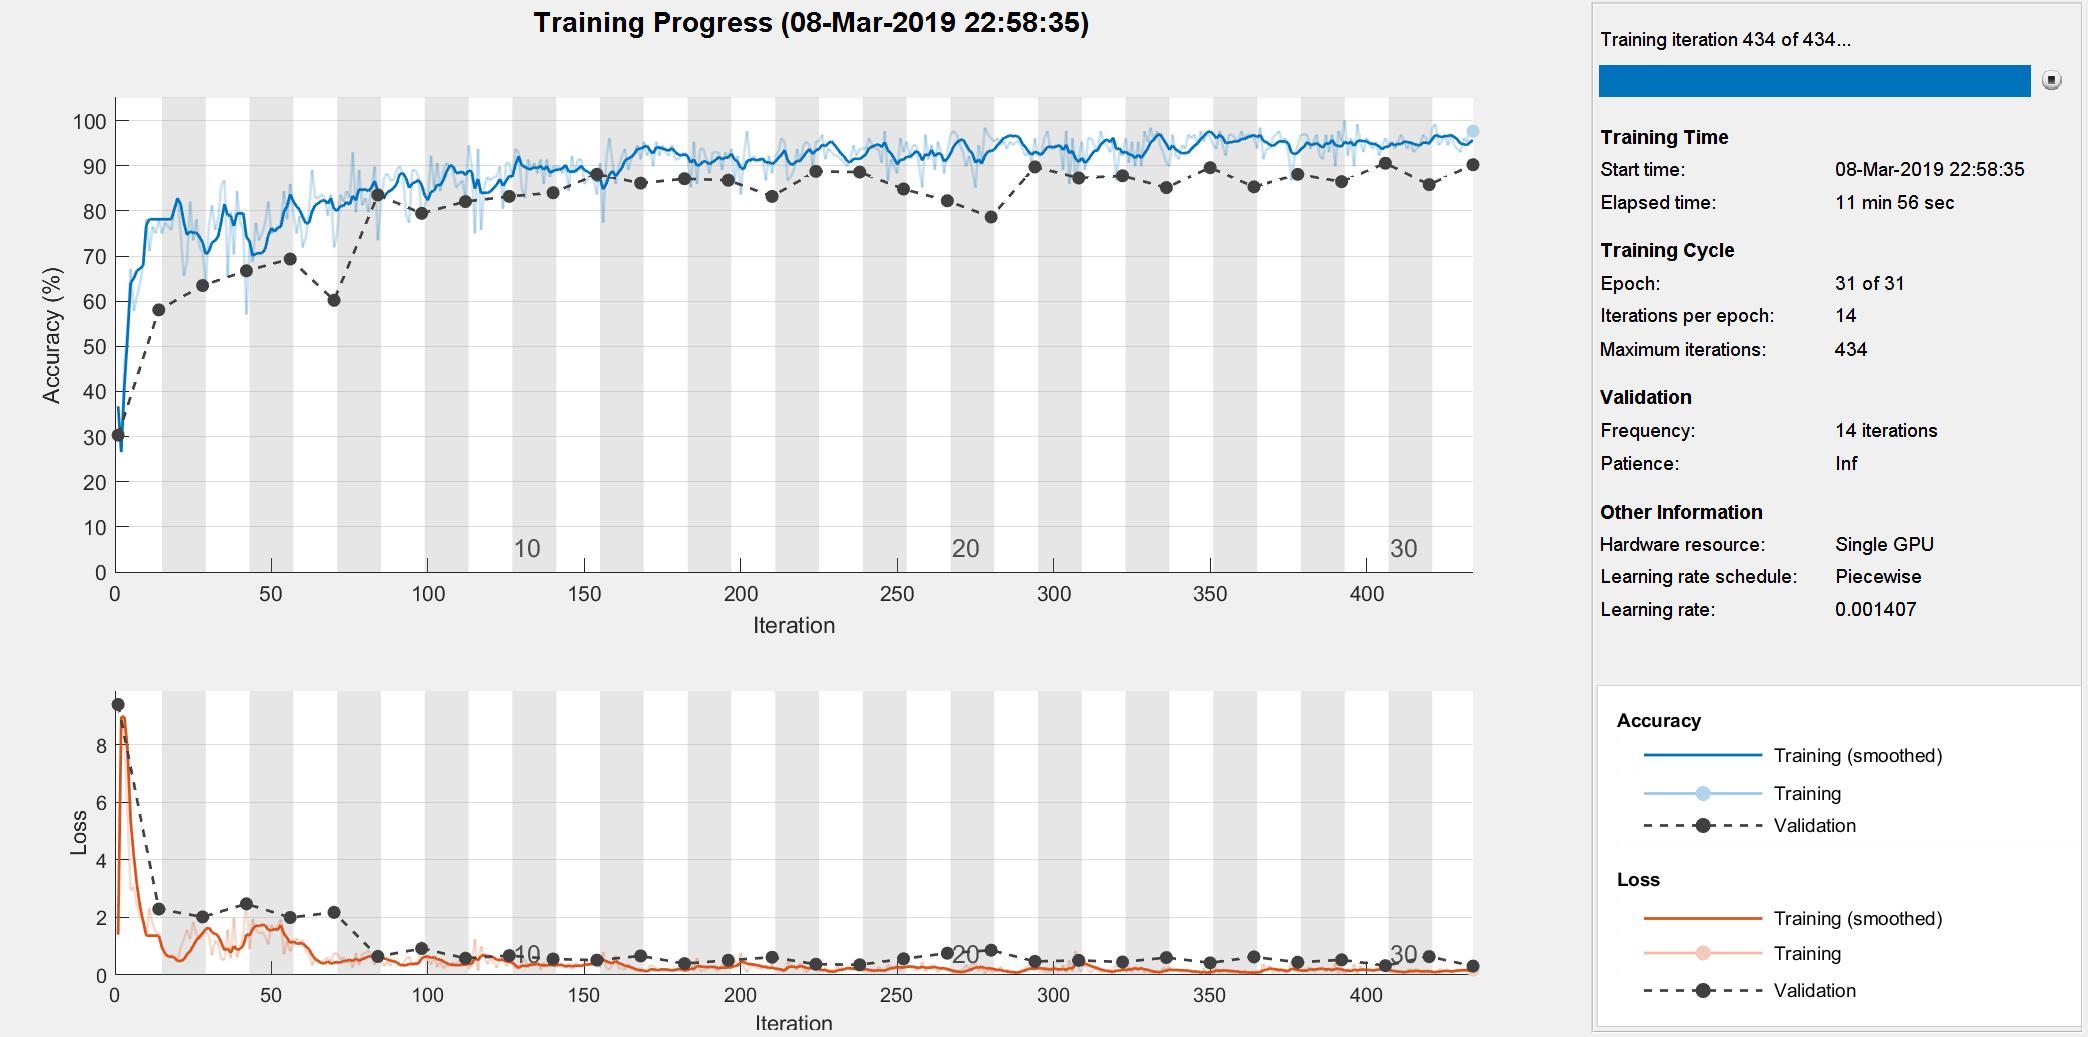 Training Progress (08-Mar-2019 22:58:35)
100
90
80
70
60
50
40
30
20
10
0
Accuracy (%)
10
20
30
0 50 100 150 200 250 300 350 400
Iteration
8
6
4
2
0
Loss
10
20
30
0 50 100 150 200 250 300 350 400
Iteration
Training iteration 434 of 434...
Training Time
Start time: 08-Mar-2019 22:58:35
Elapsed time: 11 min 56 sec
Training Cycle
Epoch: 31 of 31
Iterations per epoch: 14
Maximum iterations: 434
Validation
Frequency: 14 iterations
Patience: Inf
Other Information
Hardware resource: Single GPU
Learning rate schedule: Piecewise
Learning rate: 0.001407
Accuracy
Training (smoothed)
Training
Validation
Loss
Training (smoothed)
Training
Validation